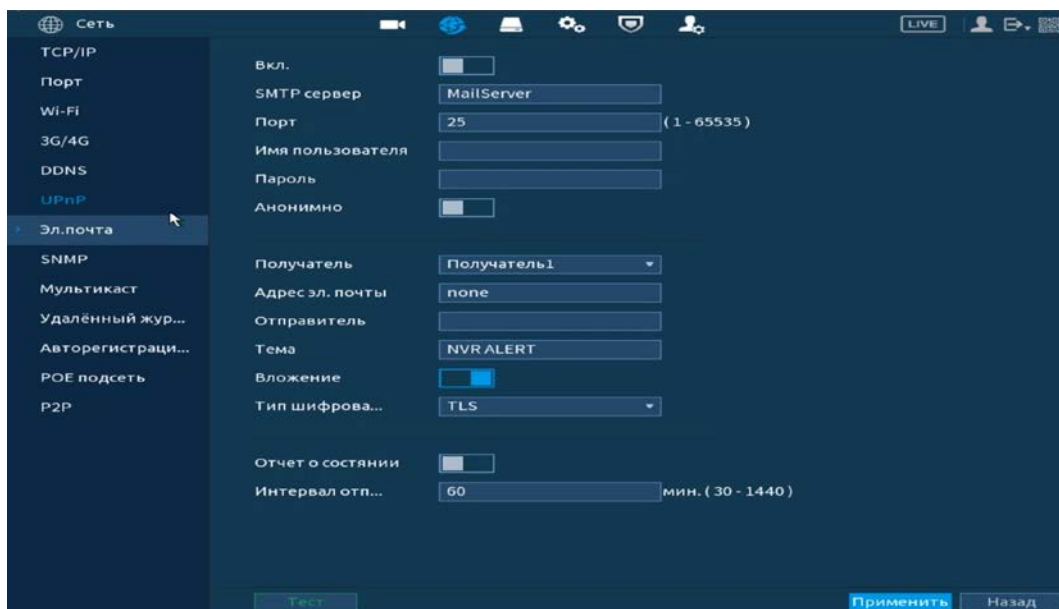 Сеть
LIVE
TCP/IP
Порт
Wi-Fi
3G/4G
DDNS
UPnP
Эл.почта
SNMP
Мультикаст
Удалённый жур...
Авторегистраци...
POE подсеть
P2P
Вкл.
SMTP сервер MailServer
Порт 25 (1-65535)
Имя пользователя
Пароль
Анонимно
Получатель Получатель1
Адрес эл. почты none
Отправитель
Тема NVR ALERT
Вложение
Тип шифрова... TLS
Отчет о состянии
Интервал отп... 60 мин. (30-1440)
Тест Применить Назад